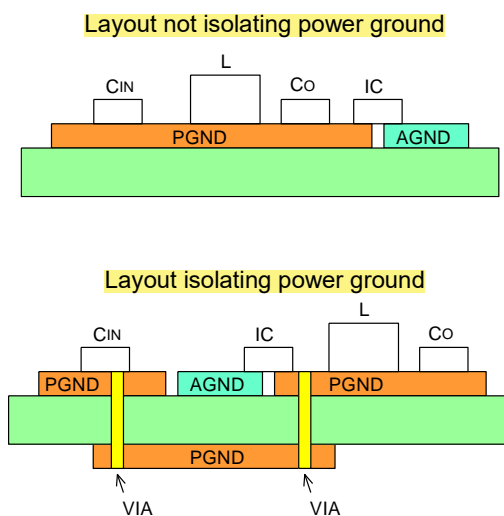 Layout not isolating power ground
L
CIN
CO
IC
PGND
AGND
Layout isolating power ground
L
CIN
IC
CO
PGND
AGND
PGND
PGND
VIA
VIA